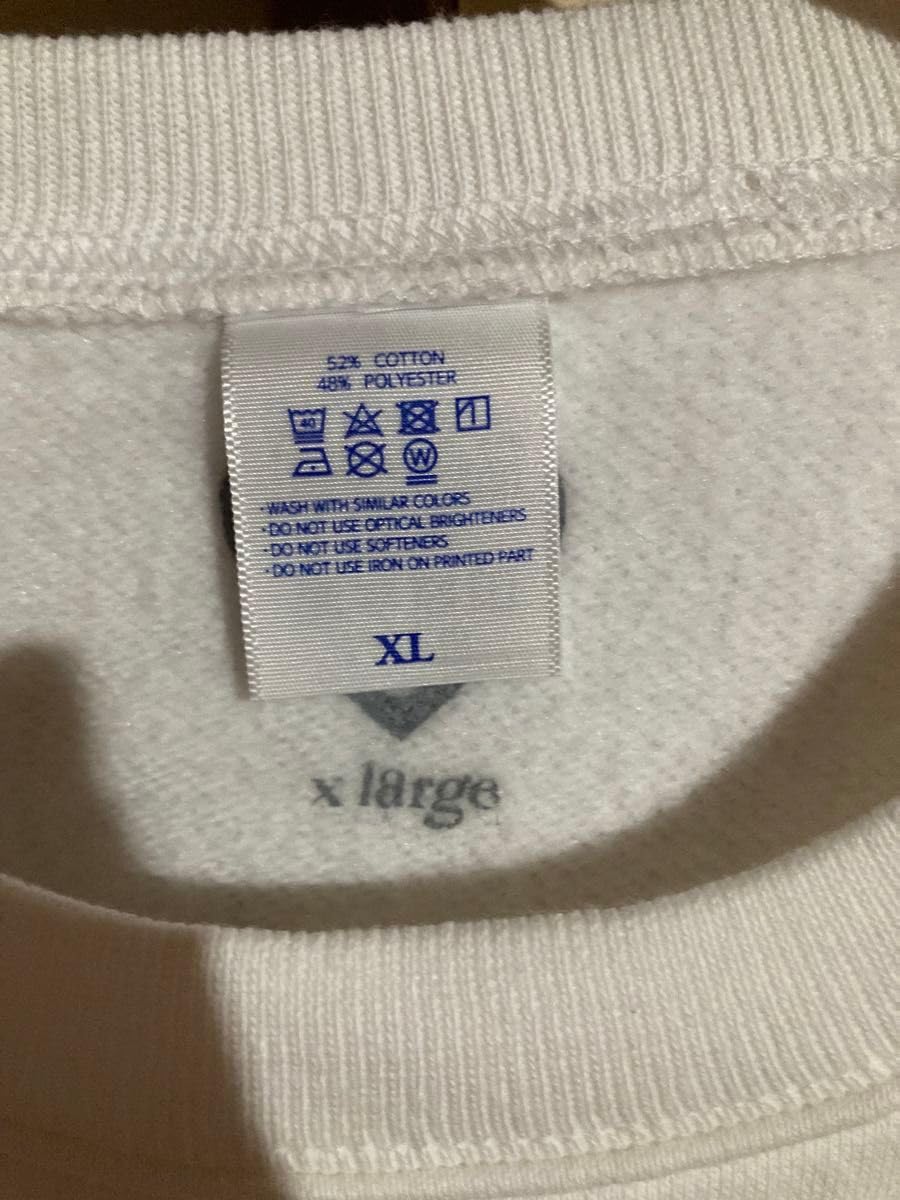 52% COTTON
48% POLYESTER
40
W
·WASH WITH SIMILAR COLORS
·DO NOT USE OPTICAL BRIGHTENERS
·DO NOT USE SOFTENERS
·DO NOT USE IRON ON PRINTED PART
XL
x large